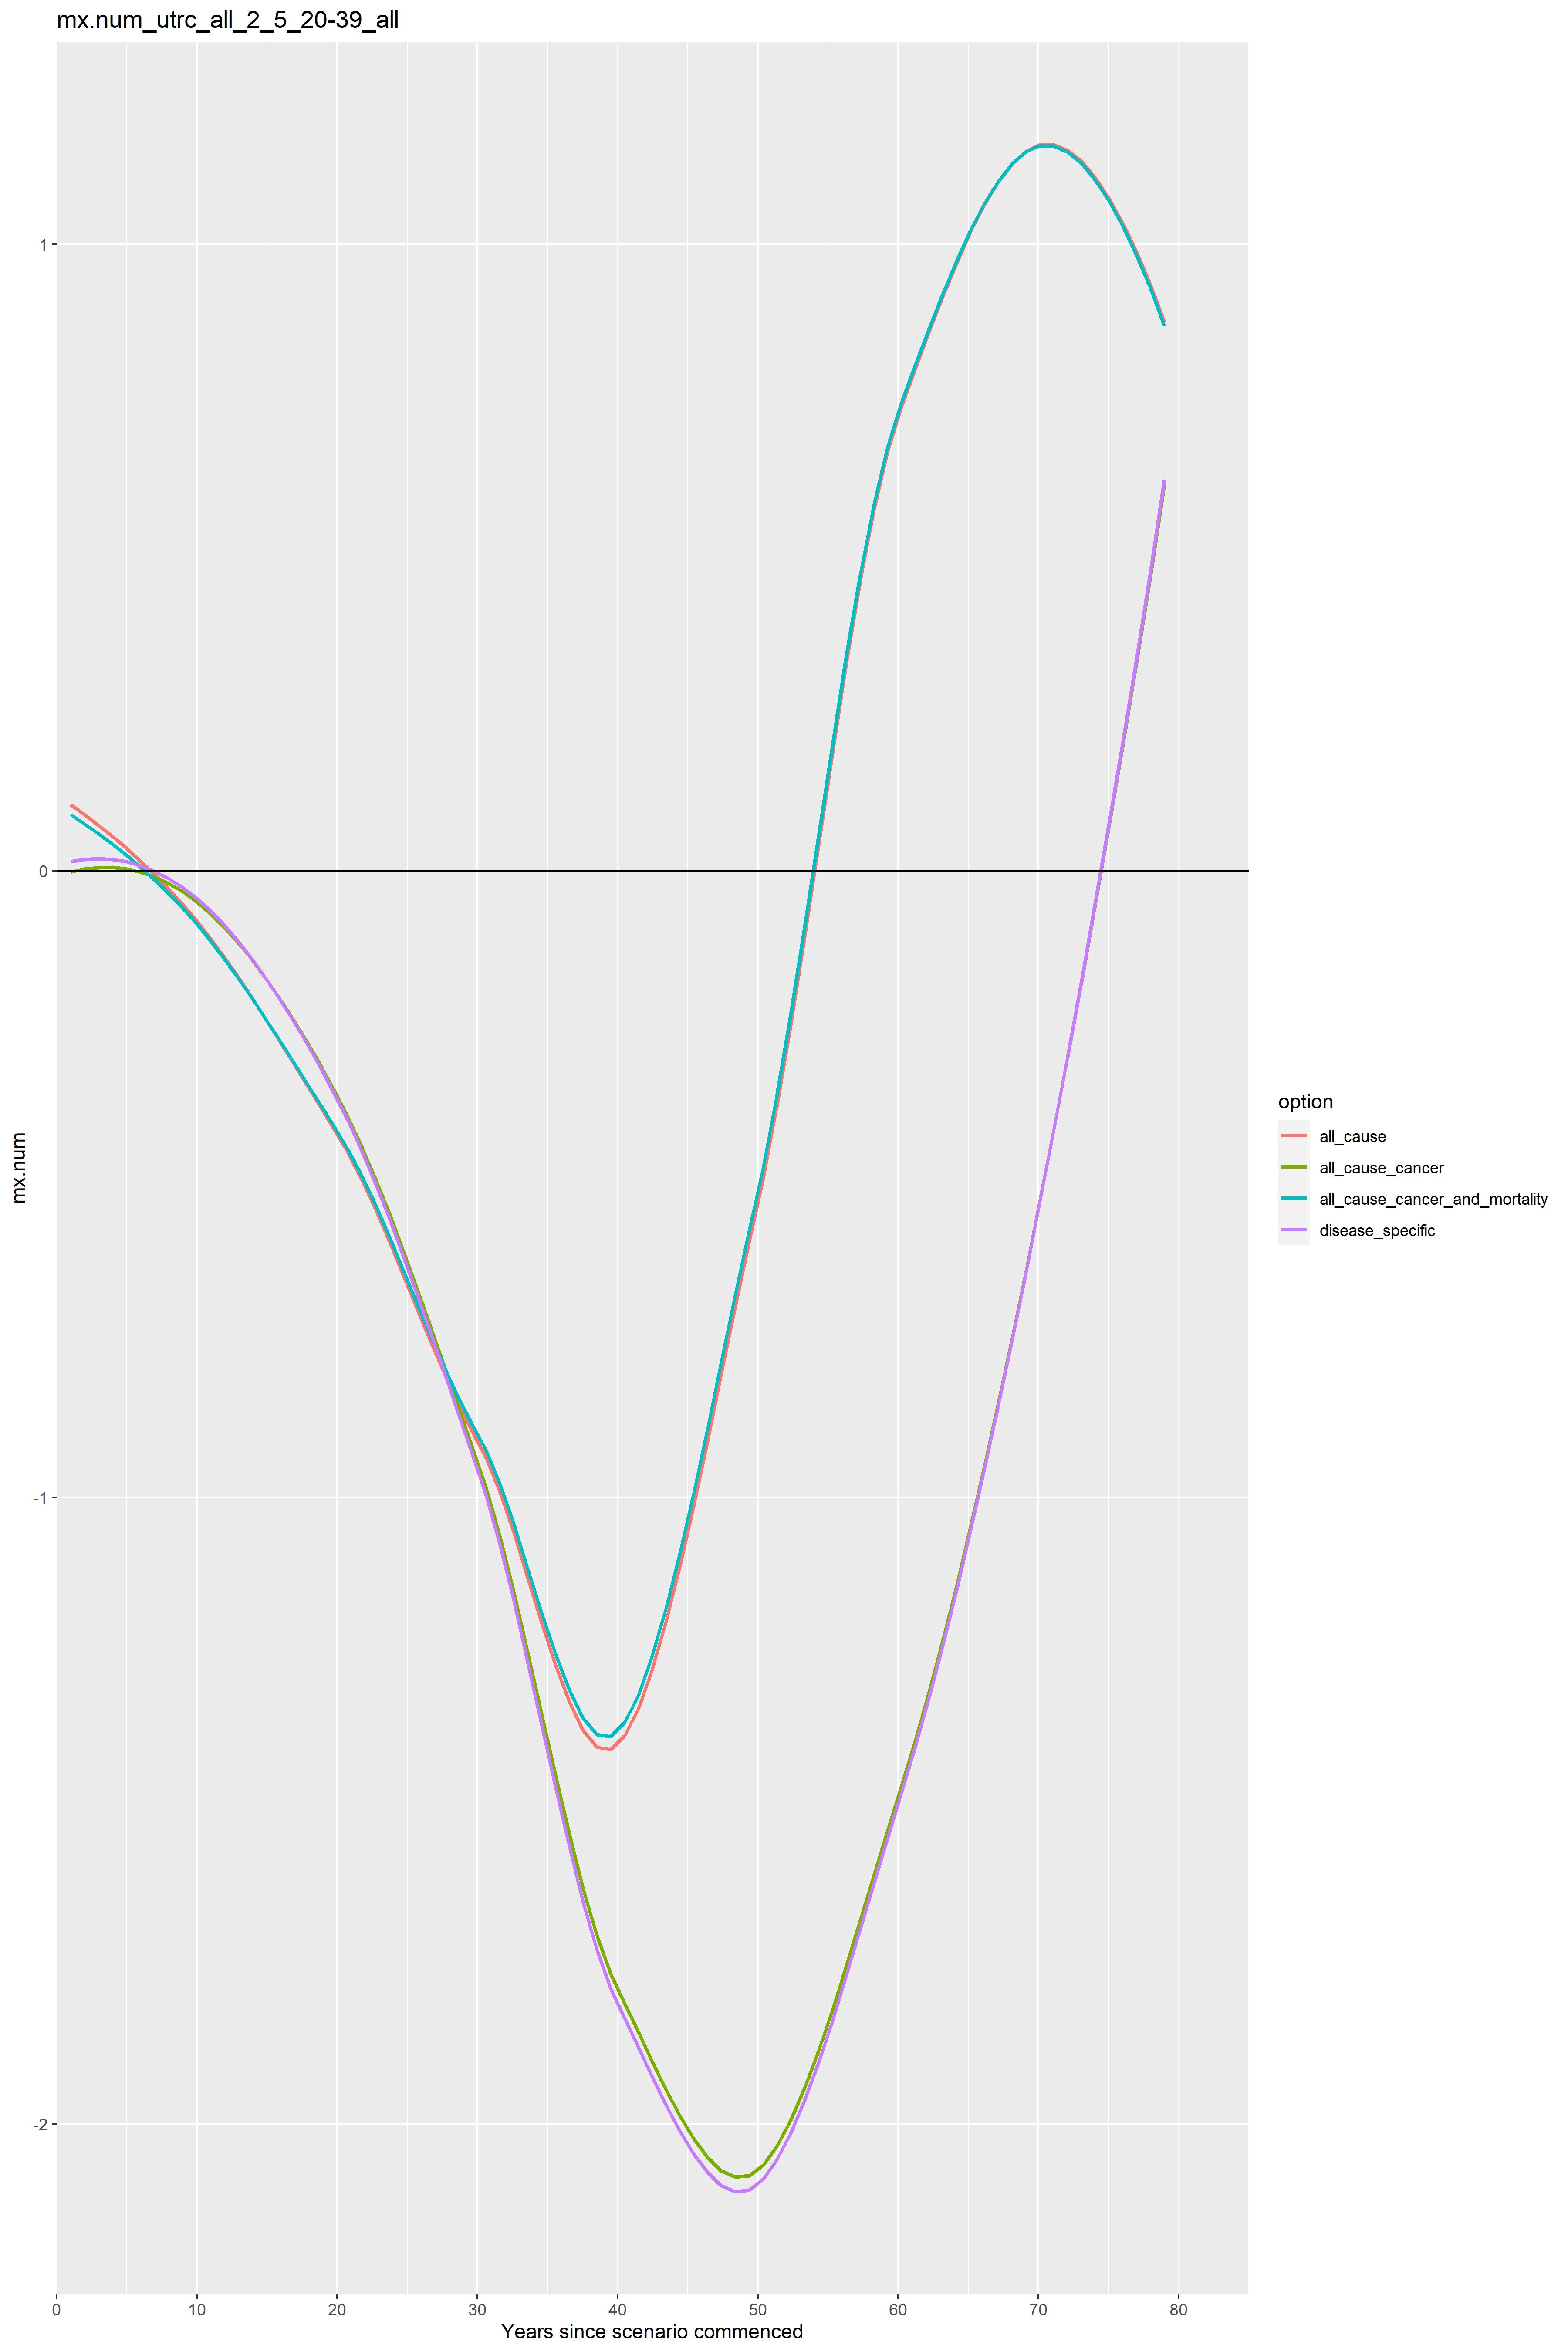 mx.num_utrc_all_2_5_20-39_all
1
0
-1
-2
mx.num
0 10 20 30 40 50 60 70 80
Years since scenario commenced
option
all_cause
all_cause_cancer
all_cause_cancer_and_mortality
disease_specific